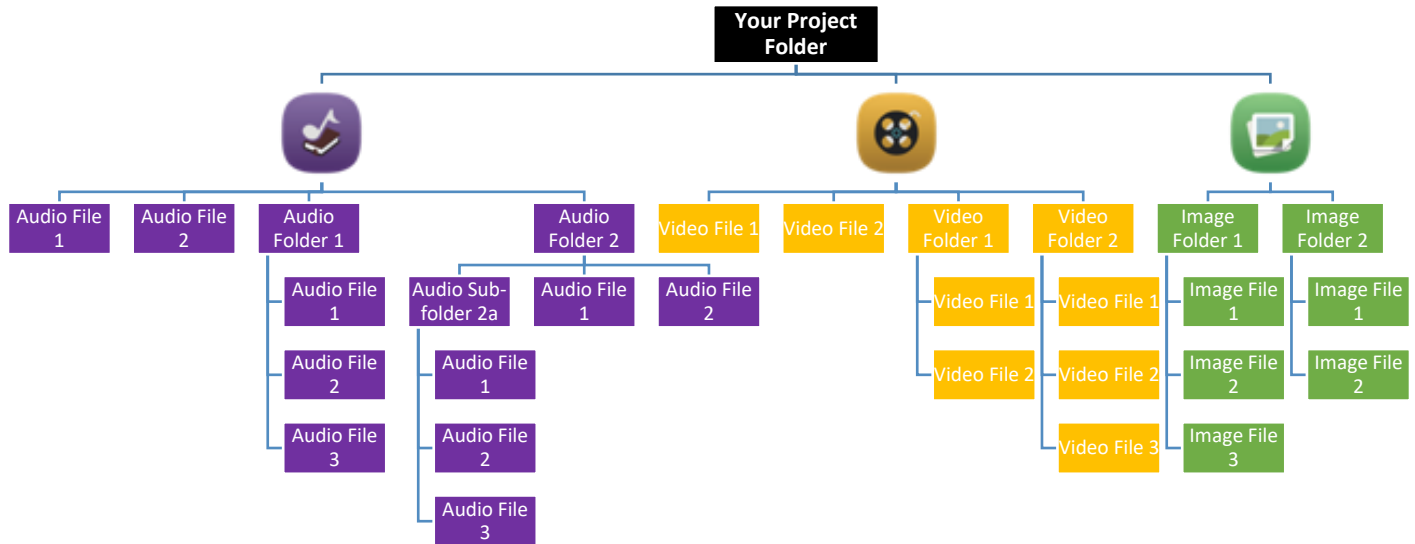 Your Project
Folder
Audio File
1
Audio File
2
Audio
Folder 1
Audio
Folder 2
Video File 1
Video File 2
Video
Folder 1
Video
Folder 2
Image
Folder 1
Image
Folder 2
Audio File
1
Audio Sub-
folder 2a
Audio File
1
Audio File
2
Video File 1
Video File 1
Image File
1
Image File
1
Audio File
2
Audio File
1
Video File 2
Video File 2
Image File
2
Image File
2
Audio File
3
Audio File
2
Video File 3
Image File
3
Audio File
3